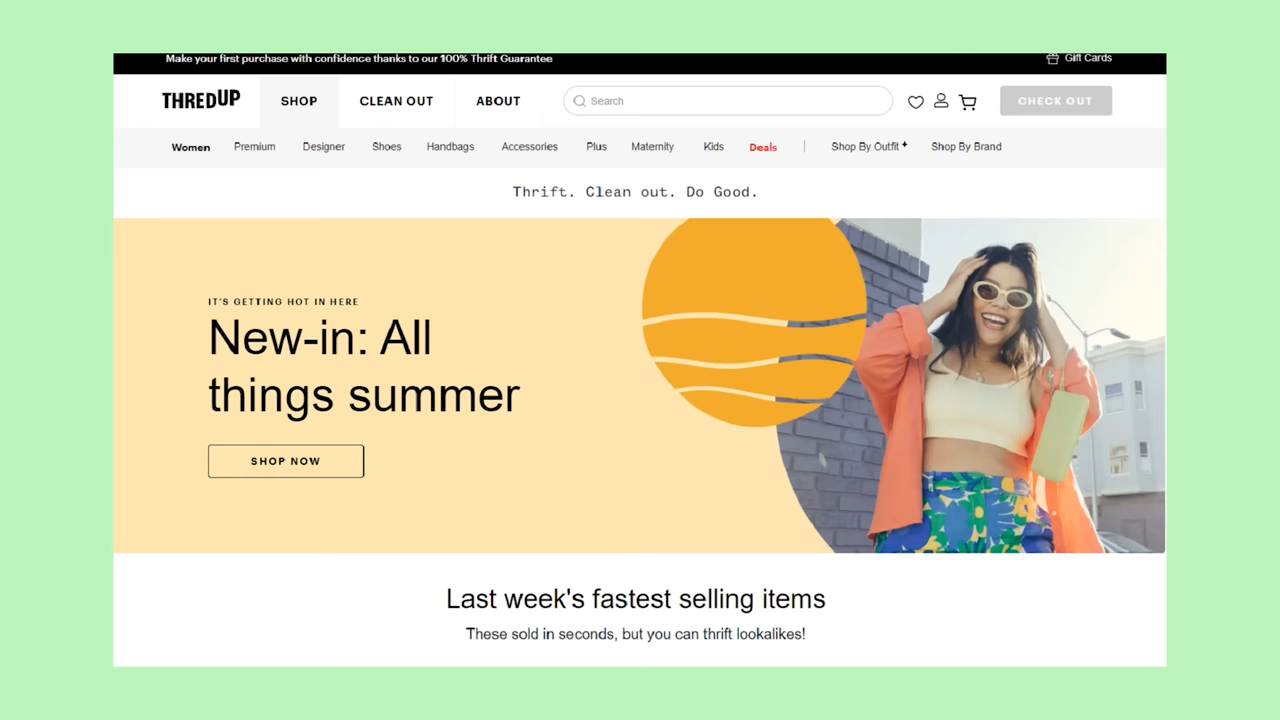 Make your first purchase with confidence thanks to our 100% Thrift Guarantee
Gift Cards
THREDUP
SHOP
CLEAN OUT
ABOUT
Search
CHECK OUT
Women
Premium
Designer
Shoes
Handbags
Accessories
Plus
Maternity
Kids
Deals
Shop By Outfit
Shop By Brand
Thrift. Clean out. Do Good.
IT'S GETTING HOT IN HERE
New-in: All
things summer
SHOP NOW
Last week's fastest selling items
These sold in seconds, but you can thrift lookalikes!